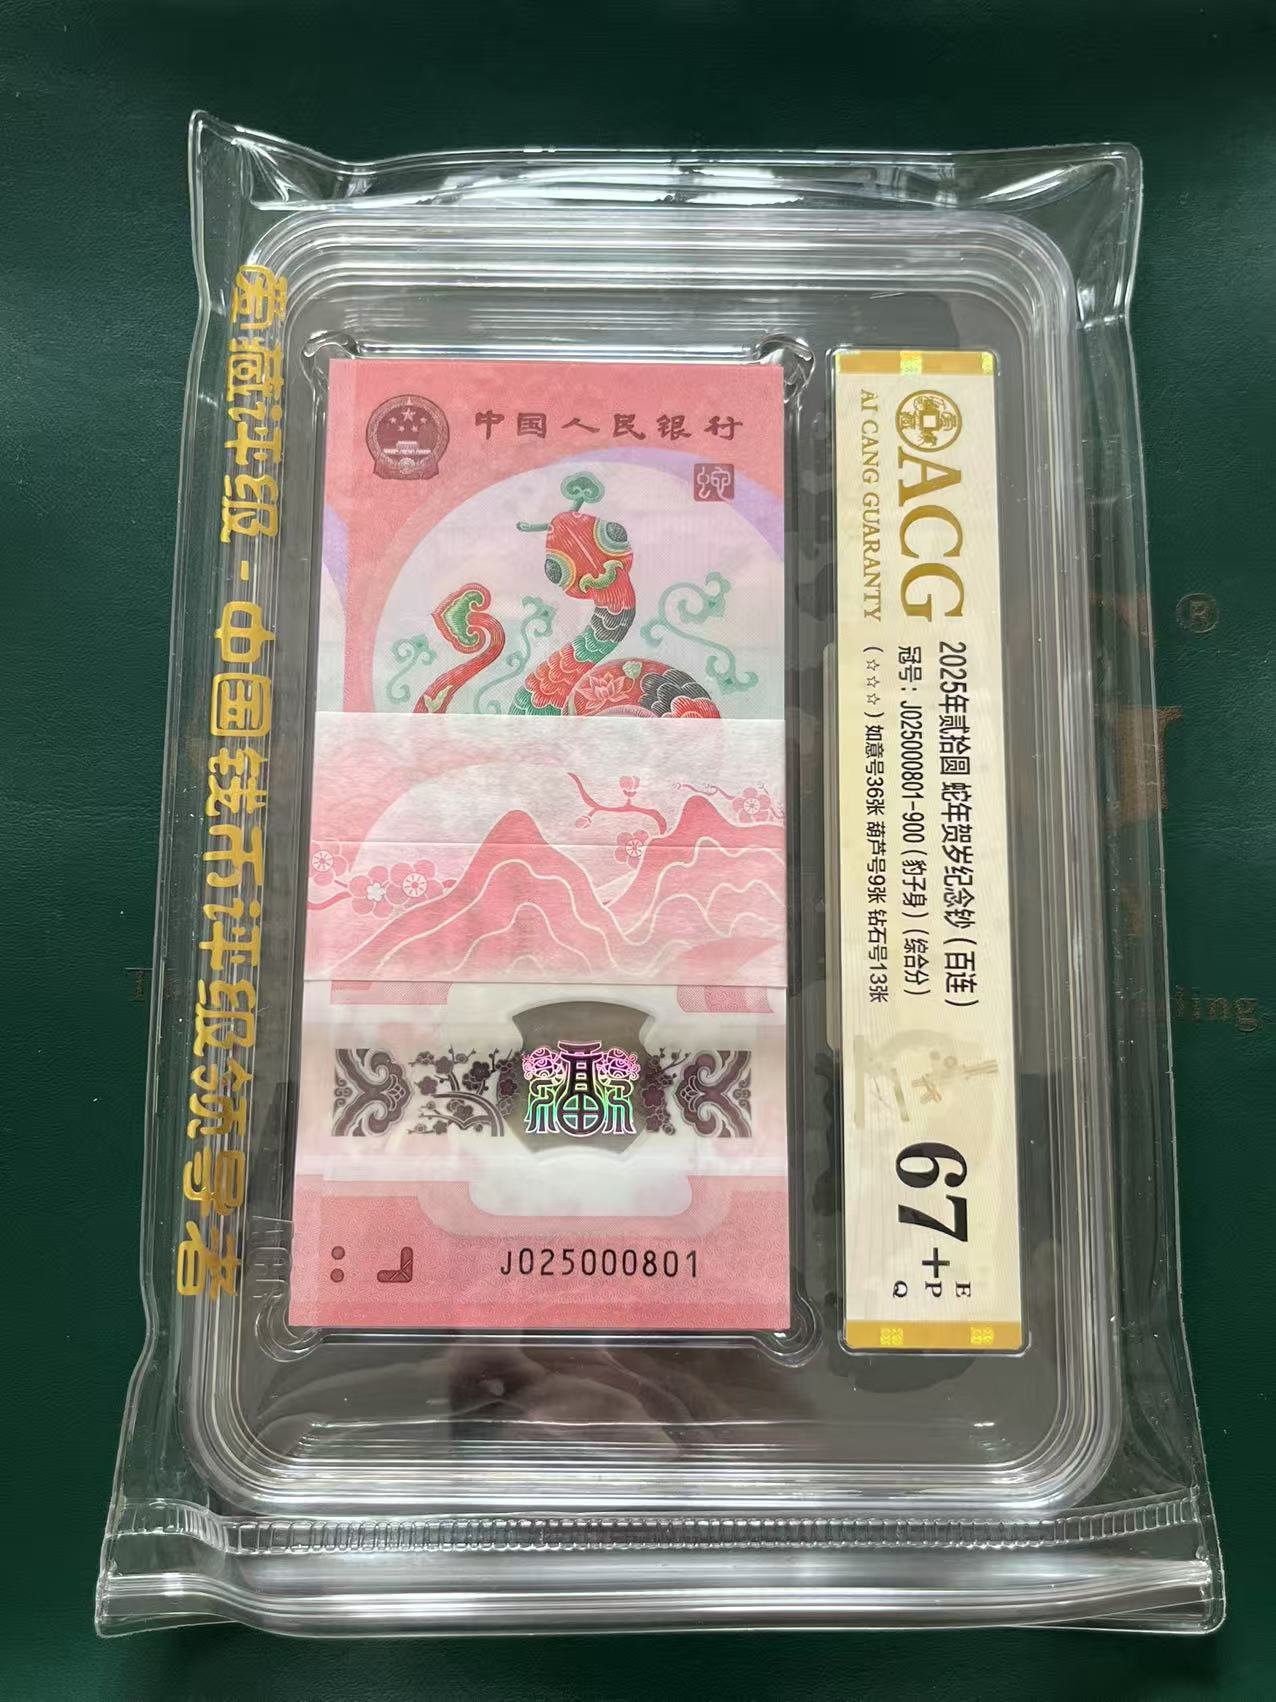 爱藏评级-中国钱币评级领导者
中国人民银行
蛇
J025000801
ACG
AI CANG GUARANTY
2025年贰拾圆 蛇年贺岁纪念钞（百连）
冠号：J025000801-900（豹子身）（综合分）
（☆☆☆）如意号36张 葫芦号9张 钻石号13张
67+
E
P
Q
®